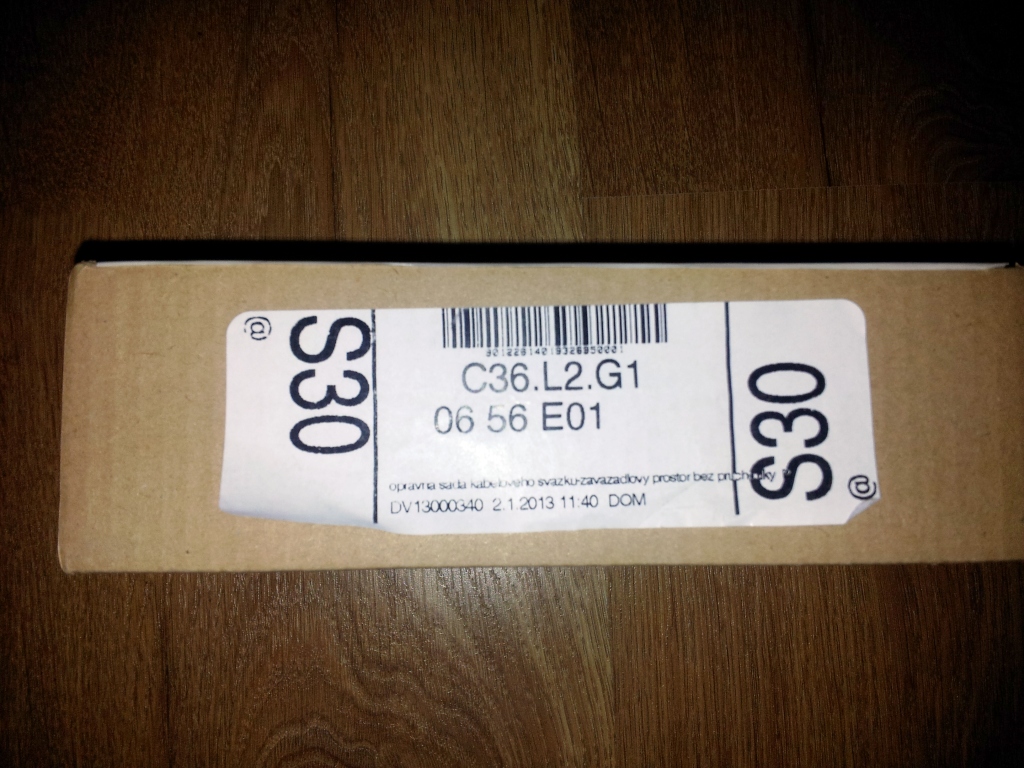 @
S30
C36.L2.G1
06 56 E01
opravna sada kabeloveho svazku-zavazadlovy prostor bez
DV13000340 2.1.2013 11:40 DOM
S30
@